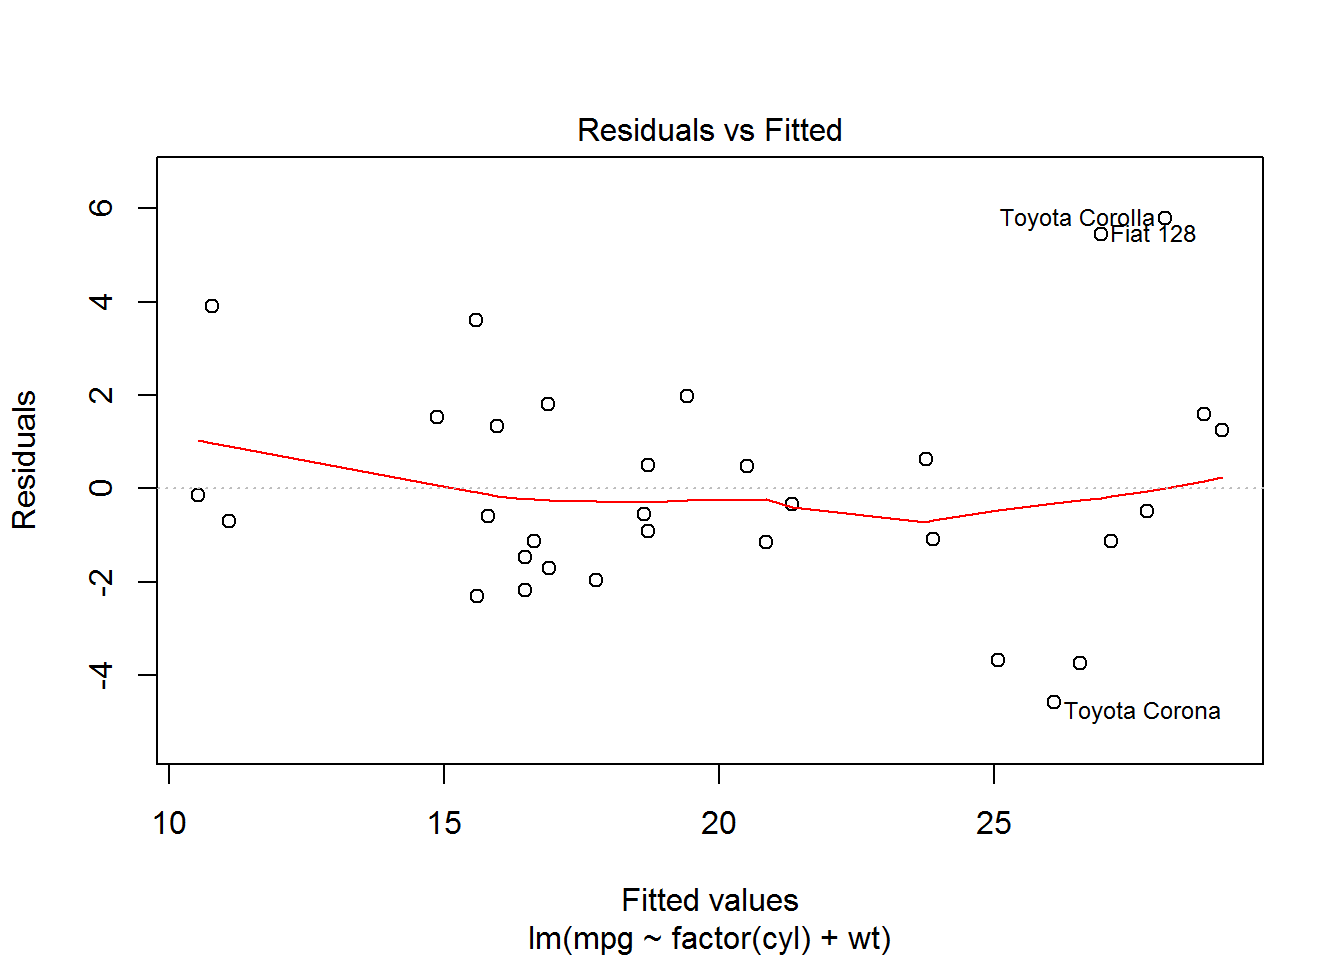 Residuals vs Fitted
Residuals
6
4
2
0
-2
-4
Toyota Corolla
Fiat 128
Toyota Corona
10 15 20 25
Fitted values
lm(mpg ~ factor(cyl) + wt)